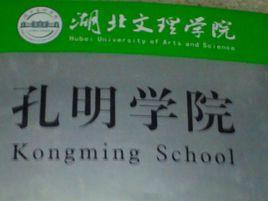 湖北文理学院
Hubei University of Arts and Science
孔明学院
Kongming School